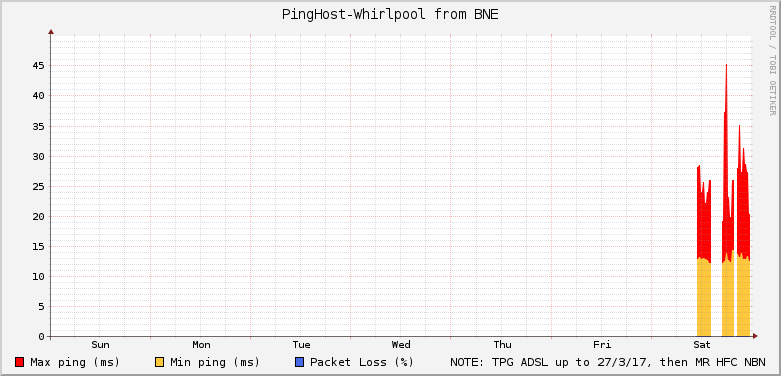 PingHost-Whirlpool from BNE
RRDTOOL / TOBI OETIKER
45
40
35
30
25
20
15
10
5
0
Sun Mon Tue Wed Thu Fri Sat
Max ping (ms) Min ping (ms) Packet Loss (%) NOTE: TPG ADSL up to 27/3/17, then MR HFC NBN